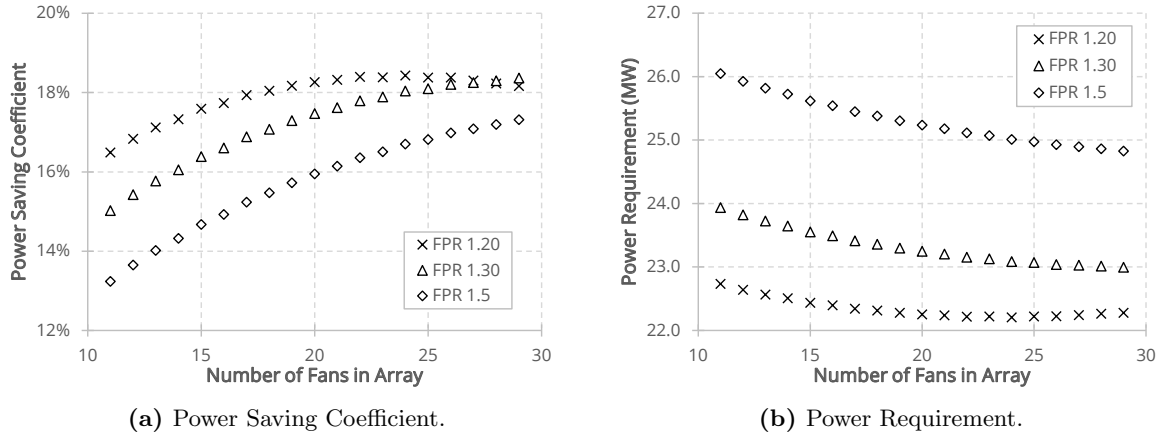 20%
18%
16%
14%
12%
10
15
20
25
30
Power Saving Coefficient
Number of Fans in Array
FPR 1.20
FPR 1.30
FPR 1.5
(a) Power Saving Coefficient.
27.0
26.0
25.0
24.0
23.0
22.0
10
15
20
25
30
Power Requirement (MW)
Number of Fans in Array
FPR 1.20
FPR 1.30
FPR 1.5
(b) Power Requirement.